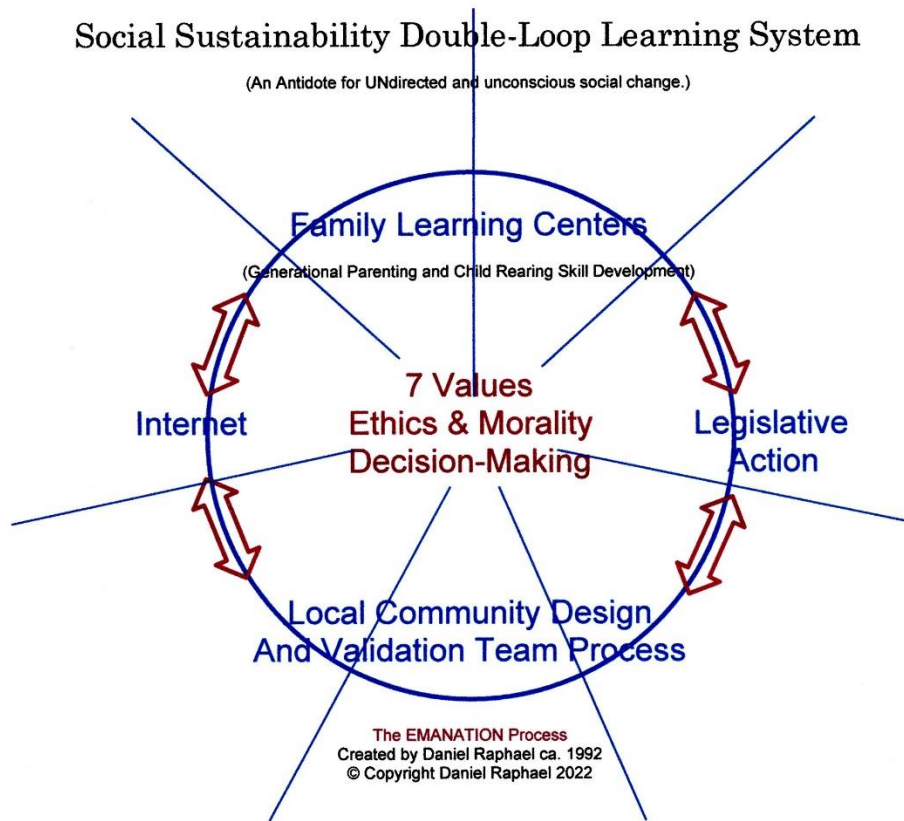 Social Sustainability Double-Loop Learning System
(An Antidote for UNdirected and unconscious social change.)
Family Learning Centers
(Generational Parenting and Child Rearing Skill Development)
7 Values
Ethics & Morality
Decision-Making
Internet
Legislative
Action
Local Community Design
And Validation Team Process
The EMANATION Process
Created by Daniel Raphael ca. 1992
© Copyright Daniel Raphael 2022